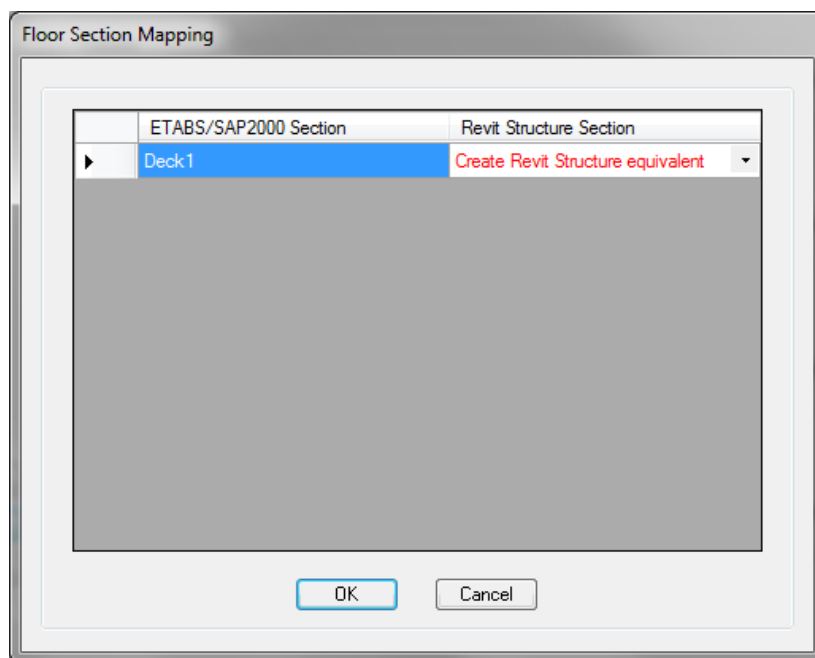 Floor Section Mapping
ETABS/SAP2000 Section Revit Structure Section
Deck1 Create Revit Structure equivalent
OK Cancel